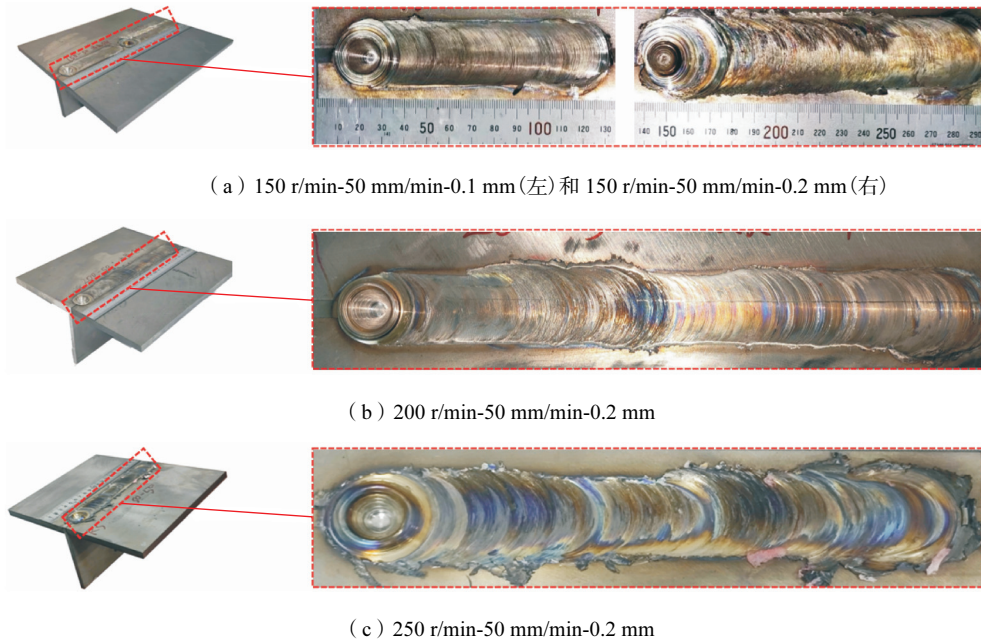 10 20 30 40 50 60 70 80 90 100 110 120 130
140 150 160 170 180 190 200 210 220 230 240 250 260 270 280 290
（a）150 r/min-50 mm/min-0.1 mm(左)和 150 r/min-50 mm/min-0.2 mm(右)
（b）200 r/min-50 mm/min-0.2 mm
（c）250 r/min-50 mm/min-0.2 mm